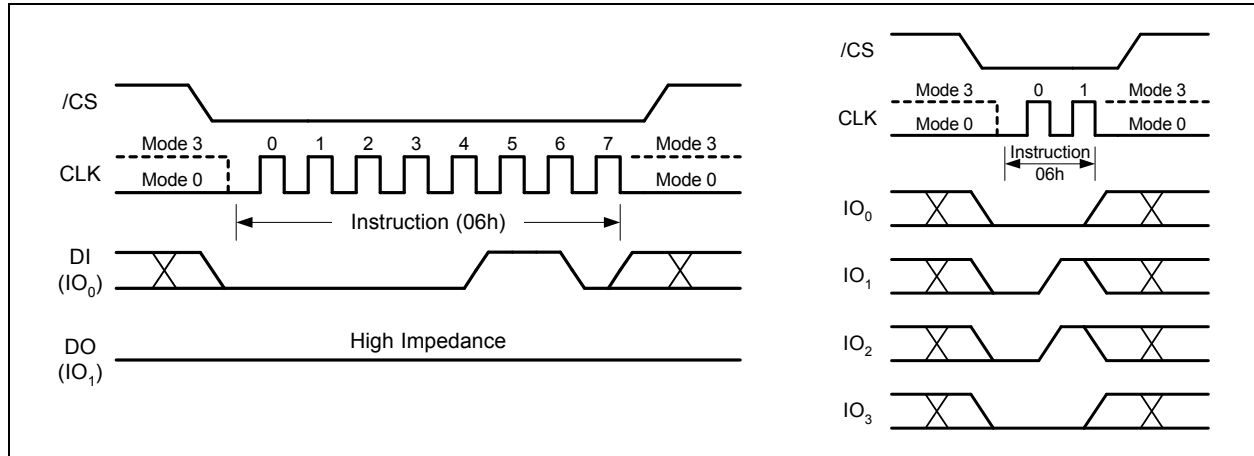 /CS
Mode 3 0 1 2 3 4 5 6 7 Mode 3
CLK
Mode 0 Mode 0
Instruction (06h)
DI
(IO0)
High Impedance
DO
(IO1)
/CS
Mode 3 0 1 Mode 3
CLK
Mode 0 Mode 0
Instruction
06h
IO0
IO1
IO2
IO3